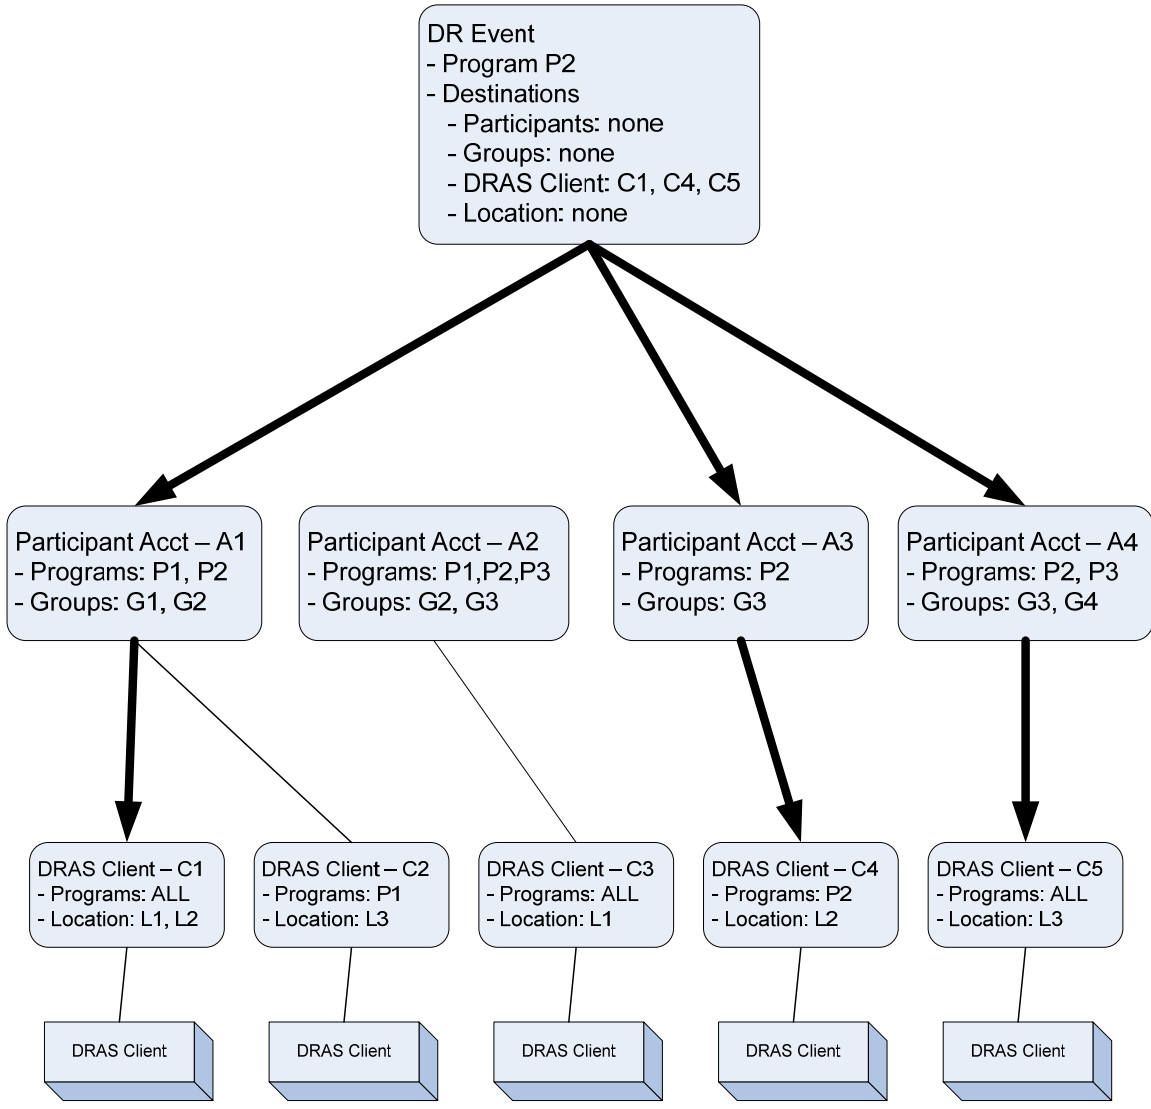 DR Event
- Program P2
- Destinations
- Participants: none
- Groups: none
- DRAS Client: C1, C4, C5
- Location: none
Participant Acct – A1
- Programs: P1, P2
- Groups: G1, G2
Participant Acct – A2
- Programs: P1,P2,P3
- Groups: G2, G3
Participant Acct – A3
- Programs: P2
- Groups: G3
Participant Acct – A4
- Programs: P2, P3
- Groups: G3, G4
DRAS Client – C1
- Programs: ALL
- Location: L1, L2
DRAS Client – C2
- Programs: P1
- Location: L3
DRAS Client – C3
- Programs: ALL
- Location: L1
DRAS Client – C4
- Programs: P2
- Location: L2
DRAS Client – C5
- Programs: ALL
- Location: L3
DRAS Client
DRAS Client
DRAS Client
DRAS Client
DRAS Client